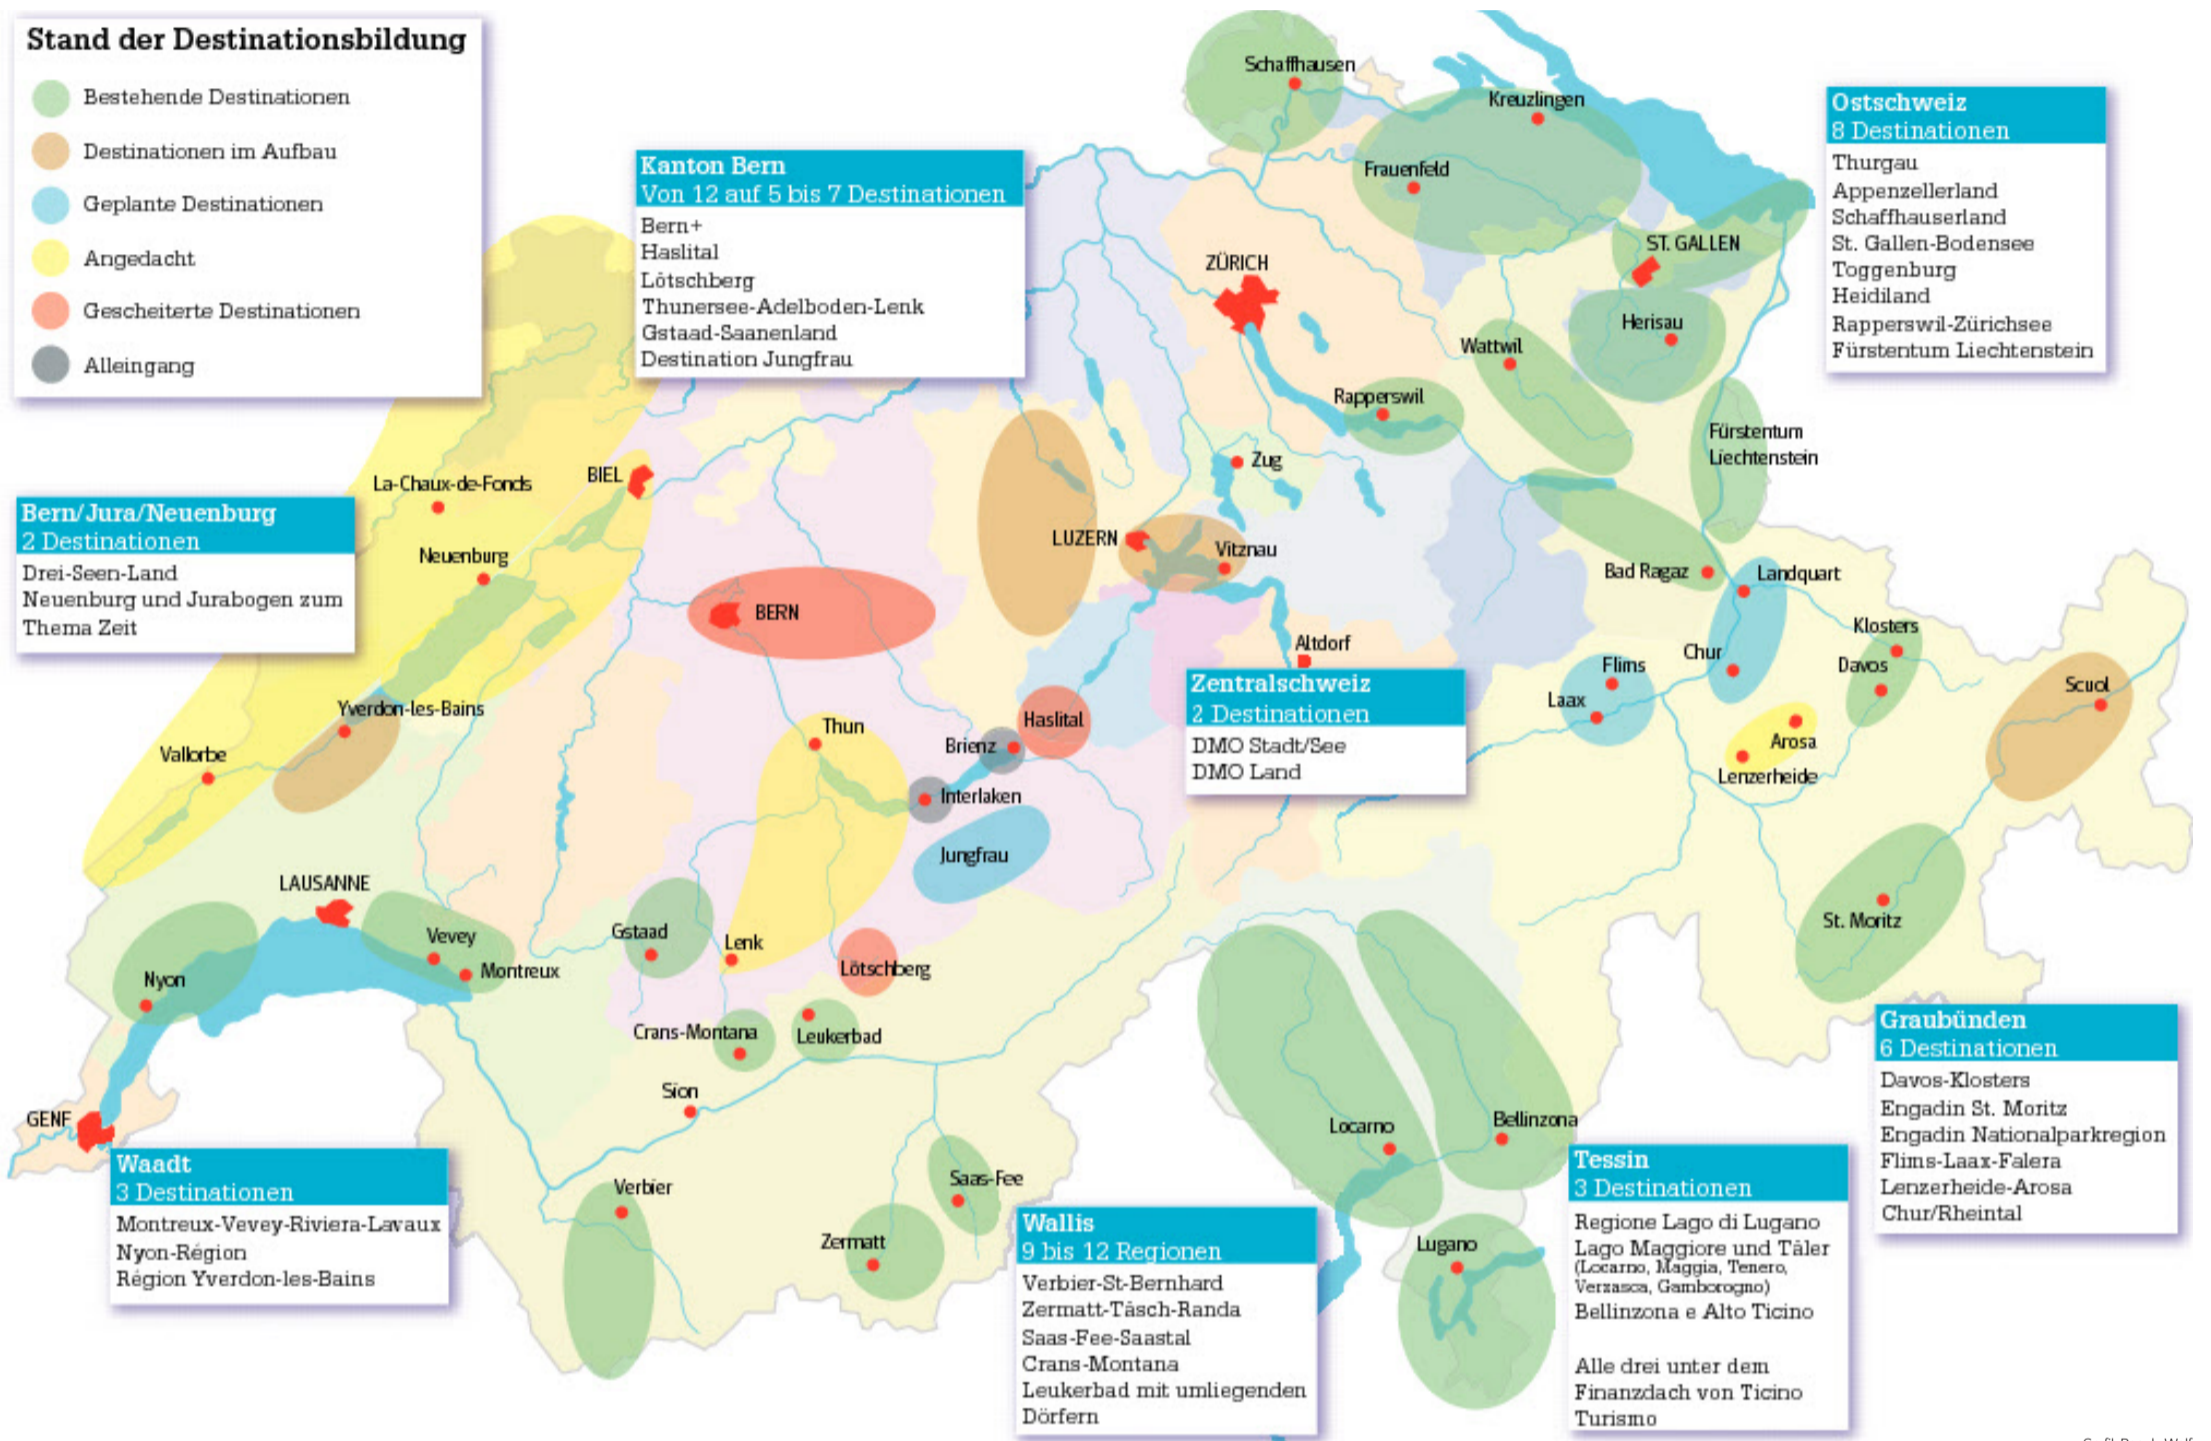 Stand der Destinationsbildung
Bestehende Destinationen
Destinationen im Aufbau
Geplante Destinationen
Angedacht
Gescheiterte Destinationen
Alleingang
Kanton Bern
Von 12 auf 5 bis 7 Destinationen
Bern+
Haslital
Lötschberg
Thunersee-Adelboden-Lenk
Gstaad-Saanenland
Destination Jungfrau
Ostschweiz
8 Destinationen
Thurgau
Appenzellerland
Schaffhauserland
St. Gallen-Bodensee
Toggenburg
Heidiland
Rapperswil-Zürichsee
Fürstentum Liechtenstein
Bern/Jura/Neuenburg
2 Destinationen
Drei-Seen-Land
Neuenburg und Jurabogen zum
Thema Zeit
Zentralschweiz
2 Destinationen
DMO Stadt/See
DMO Land
Graubünden
6 Destinationen
Davos-Klosters
Engadin St. Moritz
Engadin Nationalparkregion
Flims-Laax-Falera
Lenzerheide-Arosa
Chur/Rheintal
Waadt
3 Destinationen
Montreux-Vevey-Riviera-Lavaux
Nyon-Région
Région Yverdon-les-Bains
Wallis
9 bis 12 Regionen
Verbier-St-Bernhard
Zermatt-Täsch-Randa
Saas-Fee-Saastal
Crans-Montana
Leukerbad mit umliegenden
Dörfern
Tessin
3 Destinationen
Regione Lago di Lugano
Lago Maggiore und Täler
(Locarno, Maggia, Tenero,
Verzasca, Gamborogno)
Bellinzona e Alto Ticino
Alle drei unter dem
Finanzdach von Ticino
Turismo
Schaffhausen
Kreuzlingen
Frauenfeld
ST. GALLEN
ZÜRICH
Herisau
Wattwil
Rapperswil
Fürstentum
Liechtenstein
Zug
La-Chaux-de-Fonds
BIEL
LUZERN
Vitznau
Neuenburg
Bad Ragaz
Landquart
BERN
Klosters
Altdorf
Chur
Flims
Davos
Laax
Scuol
Yverdon-les-Bains
Haslital
Thun
Brienz
Arosa
Vallorbe
Lenzerheide
Interlaken
Jungfrau
LAUSANNE
St. Moritz
Gstaad
Vevey
Lenk
Lötschberg
Montreux
Nyon
Crans-Montana
Leukerbad
Sion
GENF
Locarno
Bellinzona
Saas-Fee
Verbier
Zermatt
Lugano